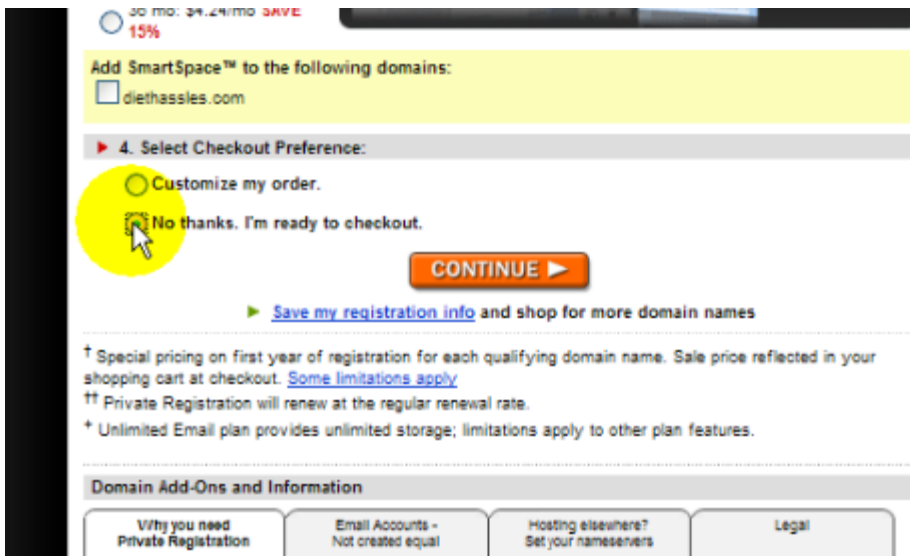 36 mo: $4.24/mo SAVE
15%
Add SmartSpace™ to the following domains:
diethassles.com
4. Select Checkout Preference:
Customize my order.
No thanks. I'm ready to checkout.
CONTINUE
Save my registration info and shop for more domain names
† Special pricing on first year of registration for each qualifying domain name. Sale price reflected in your
shopping cart at checkout. Some limitations apply
†† Private Registration will renew at the regular renewal rate.
+ Unlimited Email plan provides unlimited storage; limitations apply to other plan features.
Domain Add-Ons and Information
Why you need
Private Registration
Email Accounts -
Not created equal
Hosting elsewhere?
Set your nameservers
Legal